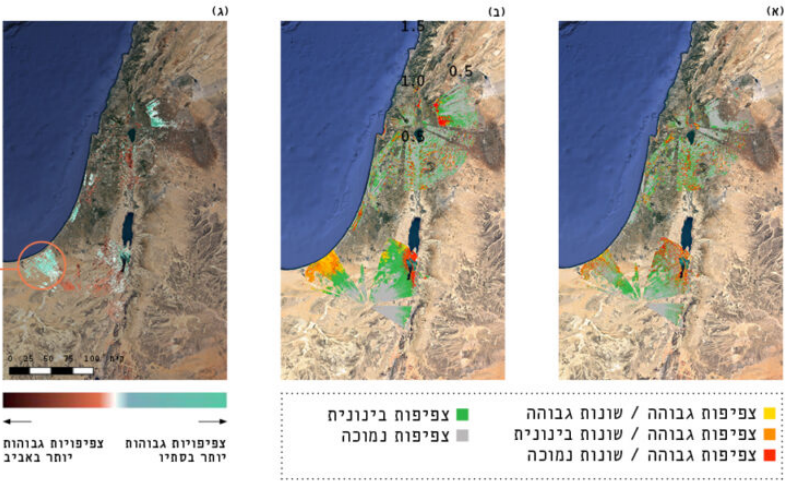 (א)
(ב)
(ג)
1.5
1.0
0.5
0.5
0 25 50 75 100 ק״מ
צפיפויות גבוהות
יותר בסתיו
צפיפויות גבוהות
יותר באביב
צפיפות גבוהה / שונות גבוהה
צפיפות גבוהה / שונות בינונית
צפיפות גבוהה / שונות נמוכה
צפיפות בינונית
צפיפות נמוכה